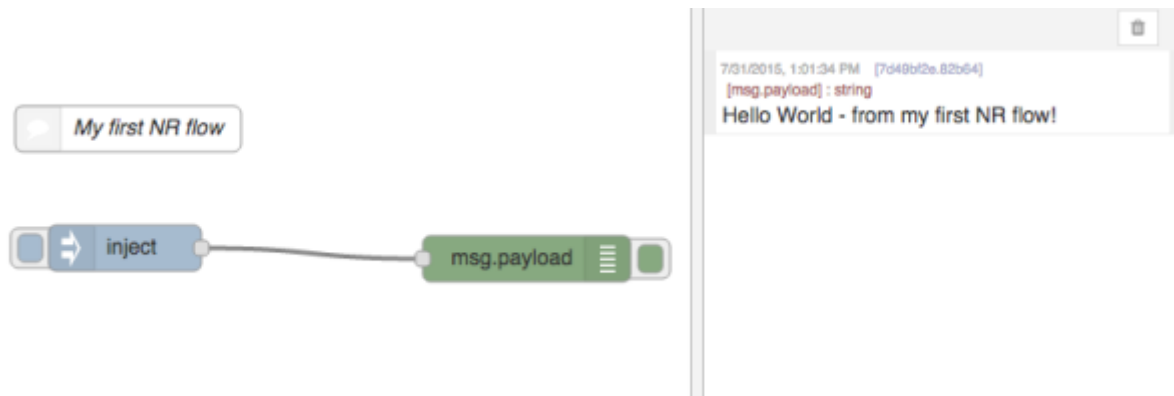 My first NR flow
inject
msg.payload
7/31/2015, 1:01:34 PM [7d49bf2e.82b64]
[msg.payload] : string
Hello World - from my first NR flow!